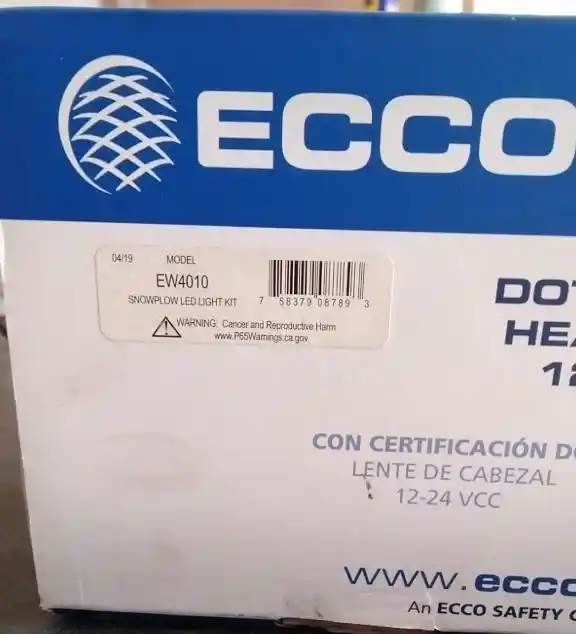 ECCO
04/19 MODEL
EW4010
SNOWPLOW LED LIGHT KIT
7 58379 08789 3
WARNING: Cancer and Reproductive Harm
www.P65Warnings.ca.gov
DOT
HEA
12
CON CERTIFICACIÓN DO
LENTE DE CABEZAL
12-24 VCC
www.ecco
An ECCO SAFETY